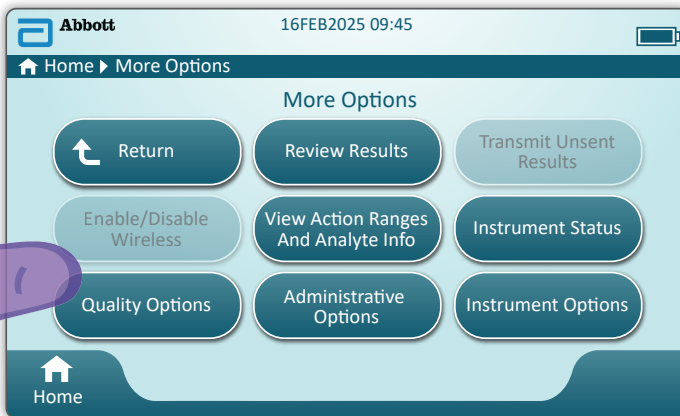 Abbott
16FEB2025 09:45
Home More Options
More Options
Return
Review Results
Transmit Unsent
Results
Enable/Disable
Wireless
View Action Ranges
And Analyte Info
Instrument Status
Quality Options
Administrative
Options
Instrument Options
Home